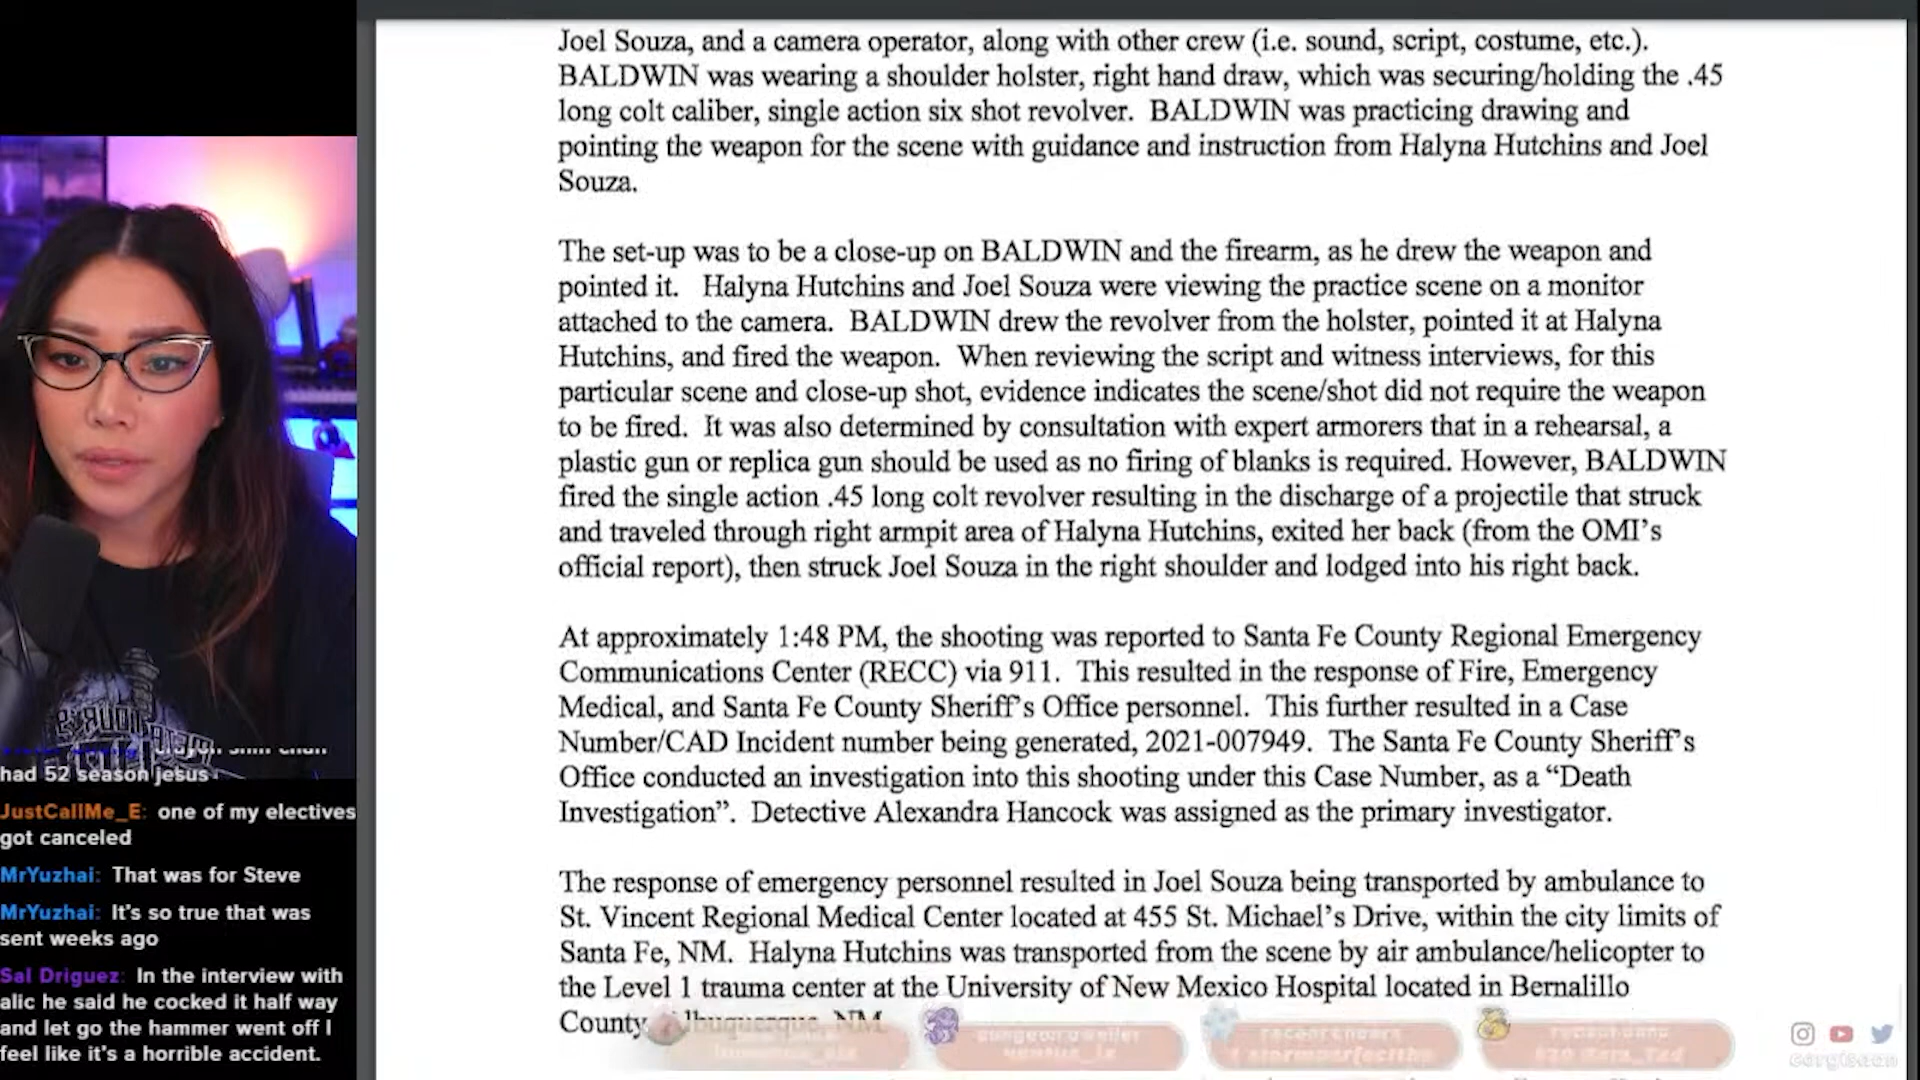 Joel Souza, and a camera operator, along with other crew (i.e. sound, script, costume, etc.).
BALDWIN was wearing a shoulder holster, right hand draw, which was securing/holding the .45
long colt caliber, single action six shot revolver.  BALDWIN was practicing drawing and
pointing the weapon for the scene with guidance and instruction from Halyna Hutchins and Joel
Souza.
The set-up was to be a close-up on BALDWIN and the firearm, as he drew the weapon and
pointed it.   Halyna Hutchins and Joel Souza were viewing the practice scene on a monitor
attached to the camera.  BALDWIN drew the revolver from the holster, pointed it at Halyna
Hutchins, and fired the weapon.  When reviewing the script and witness interviews, for this
particular scene and close-up shot, evidence indicates the scene/shot did not require the weapon
to be fired.  It was also determined by consultation with expert armorers that in a rehearsal, a
plastic gun or replica gun should be used as no firing of blanks is required. However, BALDWIN
fired the single action .45 long colt revolver resulting in the discharge of a projectile that struck
and traveled through right armpit area of Halyna Hutchins, exited her back (from the OMI’s
official report), then struck Joel Souza in the right shoulder and lodged into his right back.
At approximately 1:48 PM, the shooting was reported to Santa Fe County Regional Emergency
Communications Center (RECC) via 911.  This resulted in the response of Fire, Emergency
Medical, and Santa Fe County Sheriff’s Office personnel.  This further resulted in a Case
Number/CAD Incident number being generated, 2021-007949.  The Santa Fe County Sheriff’s
Office conducted an investigation into this shooting under this Case Number, as a “Death
Investigation”.  Detective Alexandra Hancock was assigned as the primary investigator.
The response of emergency personnel resulted in Joel Souza being transported by ambulance to
St. Vincent Regional Medical Center located at 455 St. Michael’s Drive, within the city limits of
Santa Fe, NM.  Halyna Hutchins was transported from the scene by air ambulance/helicopter to
the Level 1 trauma center at the University of New Mexico Hospital located in Bernalillo
County, NM.
had 52 season jesus
JustCallMe_E: one of my electives
got canceled
MrYuzhai: That was for Steve
MrYuzhai: It's so true that was
sent weeks ago
Sal Driguez: In the interview with
alic he said he cocked it half way
and let go the hammer went off I
feel like it's a horrible accident.